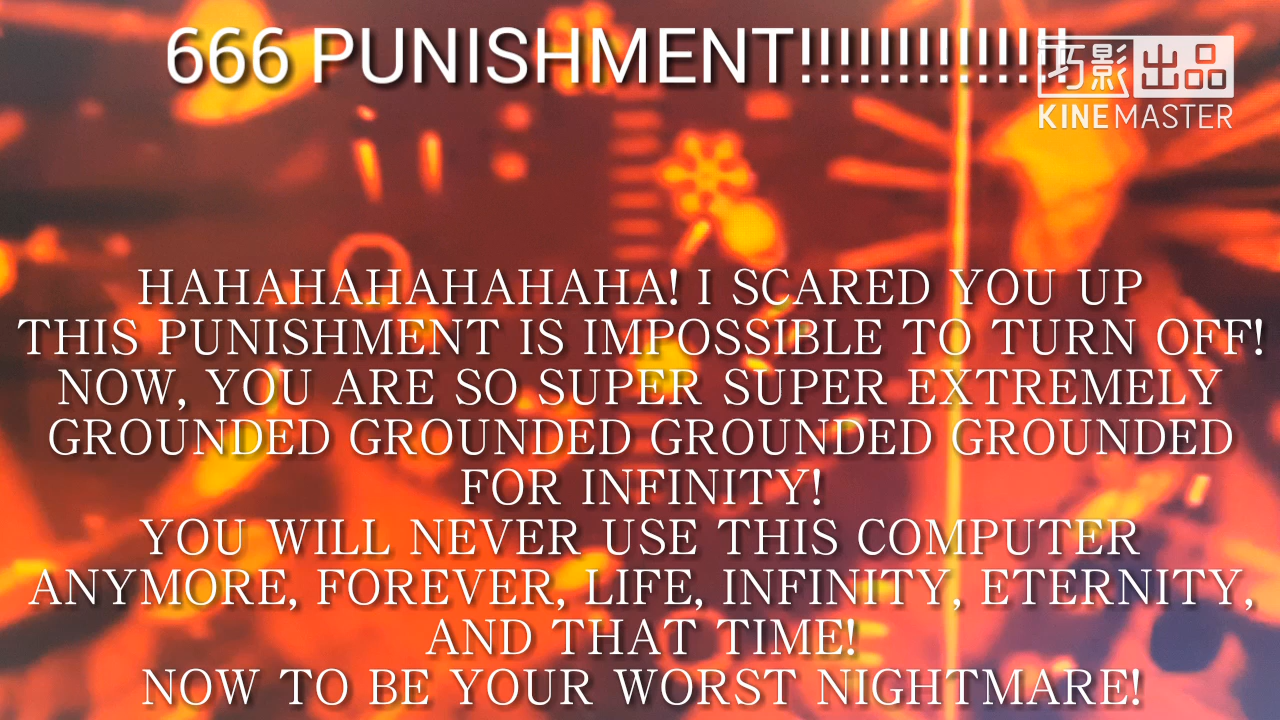 666 PUNISHMENT!!!!!!!!!!!!!!
巧影出品
KINEMASTER
HAHAHAHAHAHAHA! I SCARED YOU UP
THIS PUNISHMENT IS IMPOSSIBLE TO TURN OFF!
NOW, YOU ARE SO SUPER SUPER EXTREMELY
GROUNDED GROUNDED GROUNDED GROUNDED
FOR INFINITY!
YOU WILL NEVER USE THIS COMPUTER
ANYMORE, FOREVER, LIFE, INFINITY, ETERNITY,
AND THAT TIME!
NOW TO BE YOUR WORST NIGHTMARE!